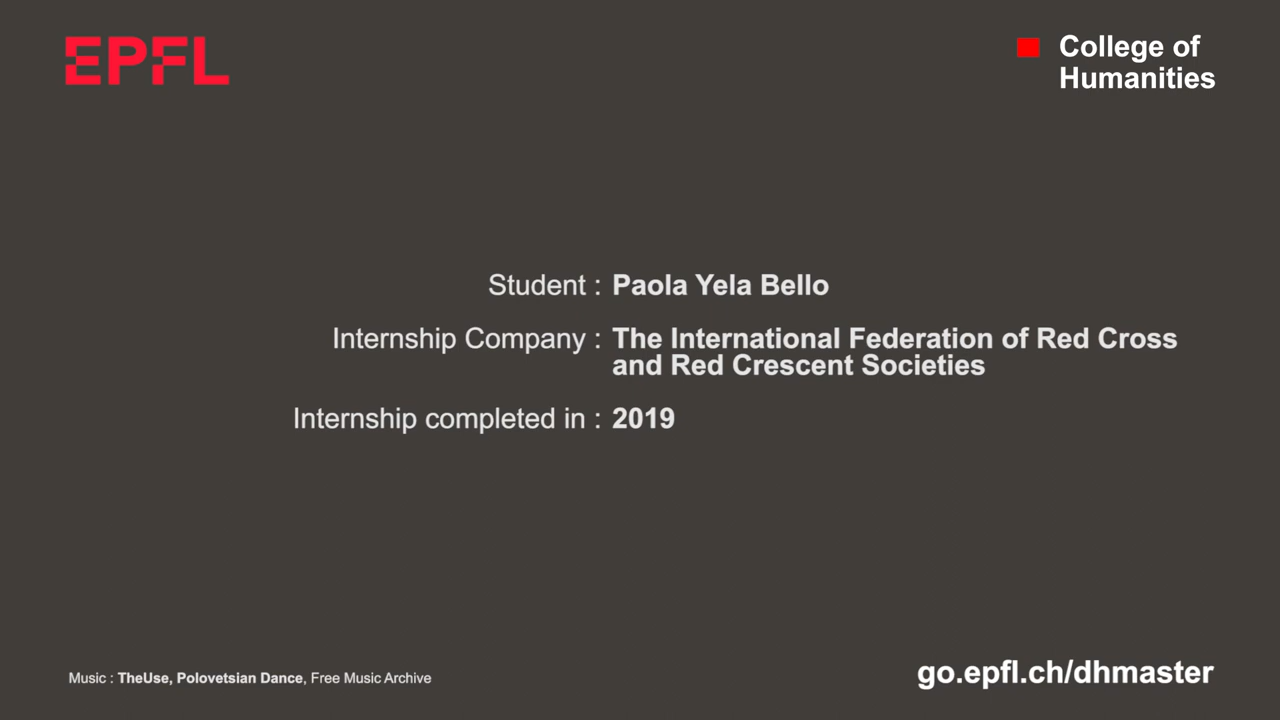 EPFL
College of
Humanities
Student : Paola Yela Bello
Internship Company : The International Federation of Red Cross
and Red Crescent Societies
Internship completed in : 2019
Music : TheUse, Polovetsian Dance, Free Music Archive
go.epfl.ch/dhmaster